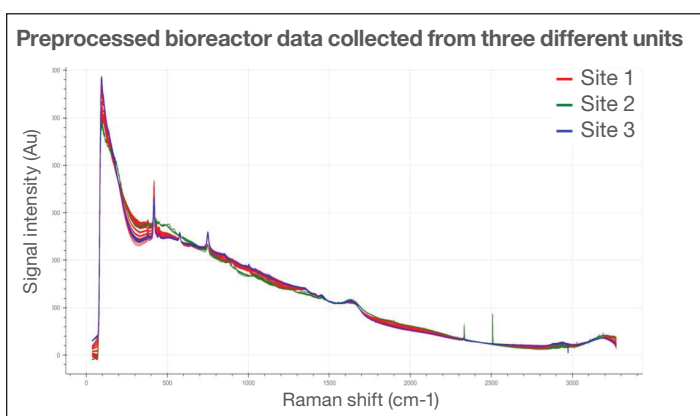 Preprocessed bioreactor data collected from three different units
Site 1
Site 2
Site 3
Signal intensity (Au)
0
0
500
1000
1500
2000
2500
3000
Raman shift (cm-1)